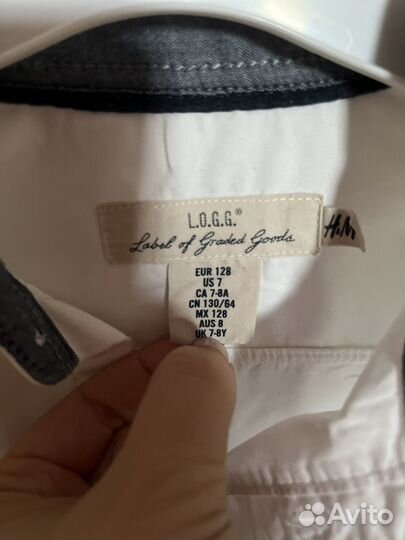 L.O.G.G.®
Label of Graded Goods
H&M
EUR 128
US 7
CA 7-8A
CN 130/64
MX 128
AUS 8
UK 7-8Y
Avito